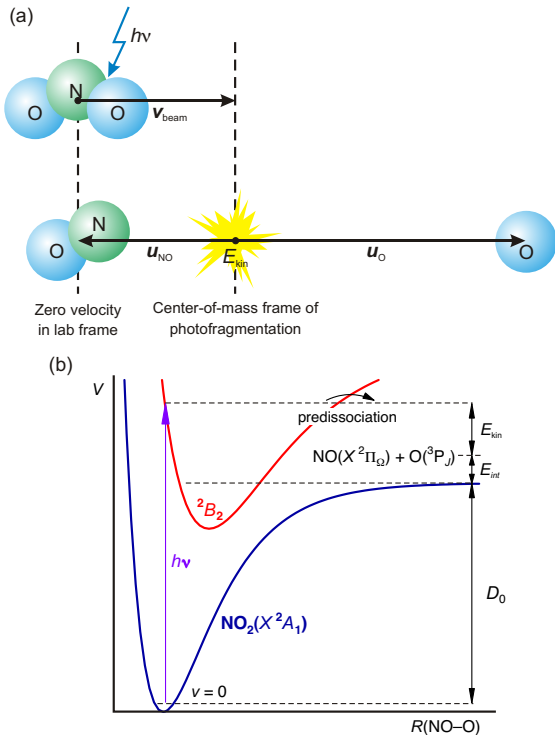 (a)
hν
N
O
O
v_beam
N
O
u_NO
E_kin
u_O
O
Zero velocity
in lab frame
Center-of-mass frame of
photofragmentation
(b)
V
predissociation
E_kin
NO(X ²Π_Ω) + O(³P_J)
E_int
²B₂
hν
D₀
NO₂(X ²A₁)
v = 0
R(NO–O)